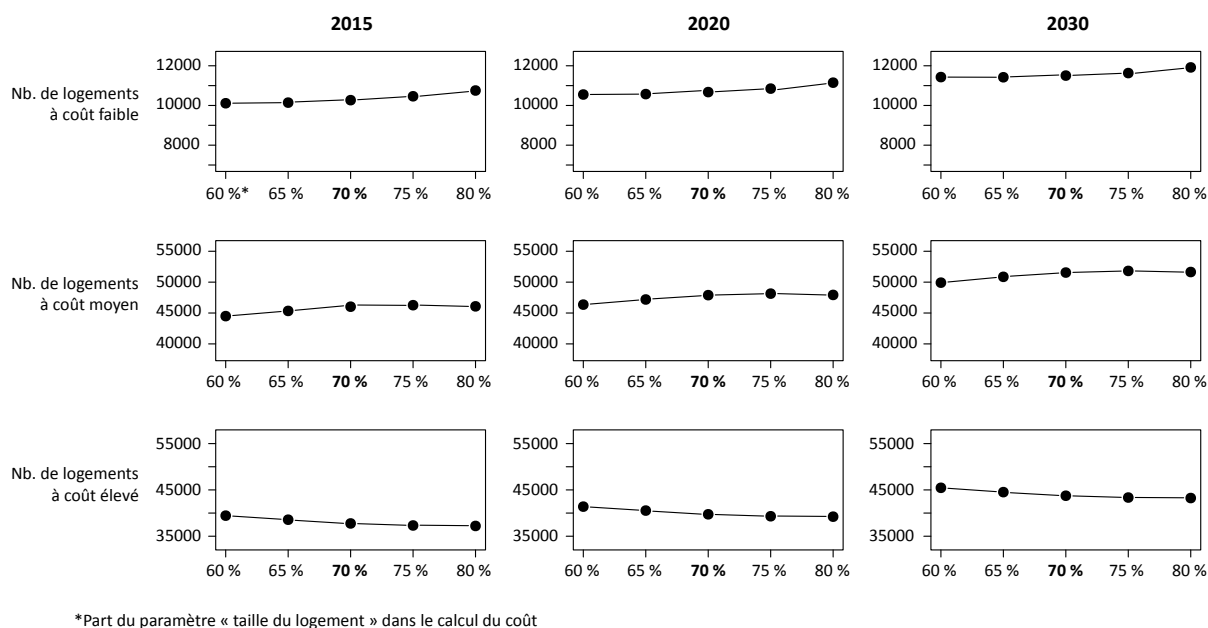 2015 2020 2030
Nb. de logements
à coût faible
12000
10000
8000
60 %* 65 % 70 % 75 % 80 %
12000
10000
8000
60 % 65 % 70 % 75 % 80 %
12000
10000
8000
60 % 65 % 70 % 75 % 80 %
Nb. de logements
à coût moyen
55000
50000
45000
40000
60 % 65 % 70 % 75 % 80 %
55000
50000
45000
40000
60 % 65 % 70 % 75 % 80 %
55000
50000
45000
40000
60 % 65 % 70 % 75 % 80 %
Nb. de logements
à coût élevé
55000
45000
35000
60 % 65 % 70 % 75 % 80 %
55000
45000
35000
60 % 65 % 70 % 75 % 80 %
55000
45000
35000
60 % 65 % 70 % 75 % 80 %
*Part du paramètre « taille du logement » dans le calcul du coût